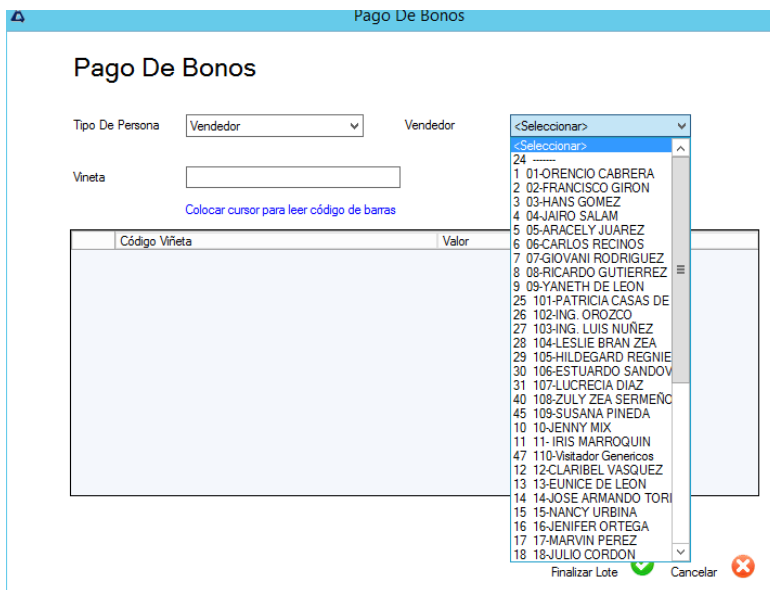 Pago De Bonos
Pago De Bonos
Tipo De Persona Vendedor Vendedor <Seleccionar>
<Seleccionar>
24 -------
Vineta
1 01-ORENCIO CABRERA
2 02-FRANCISCO GIRON
3 03-HANS GOMEZ
Colocar cursor para leer código de barras
4 04-JAIRO SALAM
5 05-ARACELY JUAREZ
Código Viñeta Valor
6 06-CARLOS RECINOS
7 07-GIOVANI RODRIGUEZ
8 08-RICARDO GUTIERREZ
9 09-YANETH DE LEON
25 101-PATRICIA CASAS DE
26 102-ING. OROZCO
27 103-ING. LUIS NUÑEZ
28 104-LESLIE BRAN ZEA
29 105-HILDEGARD REGNIE
30 106-ESTUARDO SANDOV
31 107-LUCRECIA DIAZ
40 108-ZULY ZEA SERMEÑO
45 109-SUSANA PINEDA
10 10-JENNY MIX
11 11- IRIS MARROQUIN
47 110-Visitador Genericos
12 12-CLARIBEL VASQUEZ
13 13-EUNICE DE LEON
14 14-JOSE ARMANDO TORI
15 15-NANCY URBINA
16 16-JENIFER ORTEGA
17 17-MARVIN PEREZ
18 18-JULIO CORDON
Finalizar Lote Cancelar